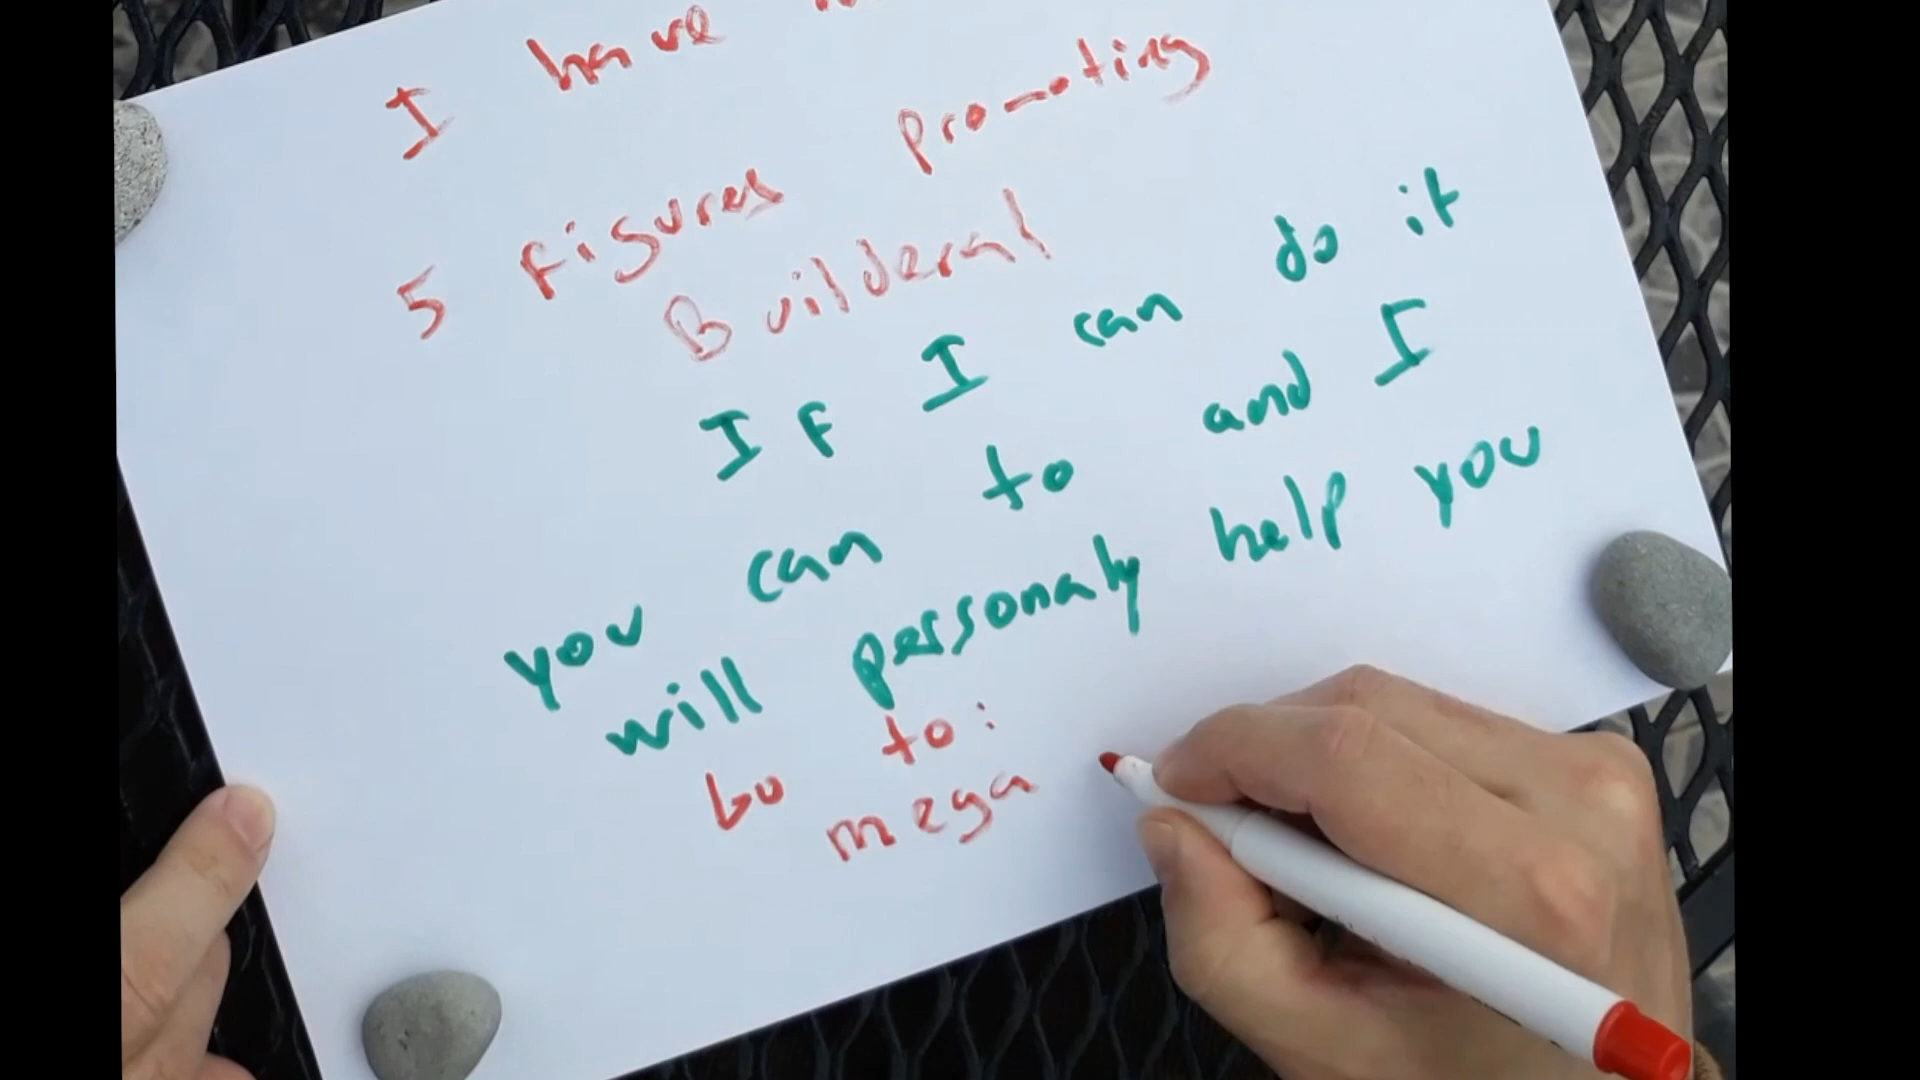 I have
5 figures promoting
Builderall
If I can do it
you can to and I
will personaly help you
Go to:
mega